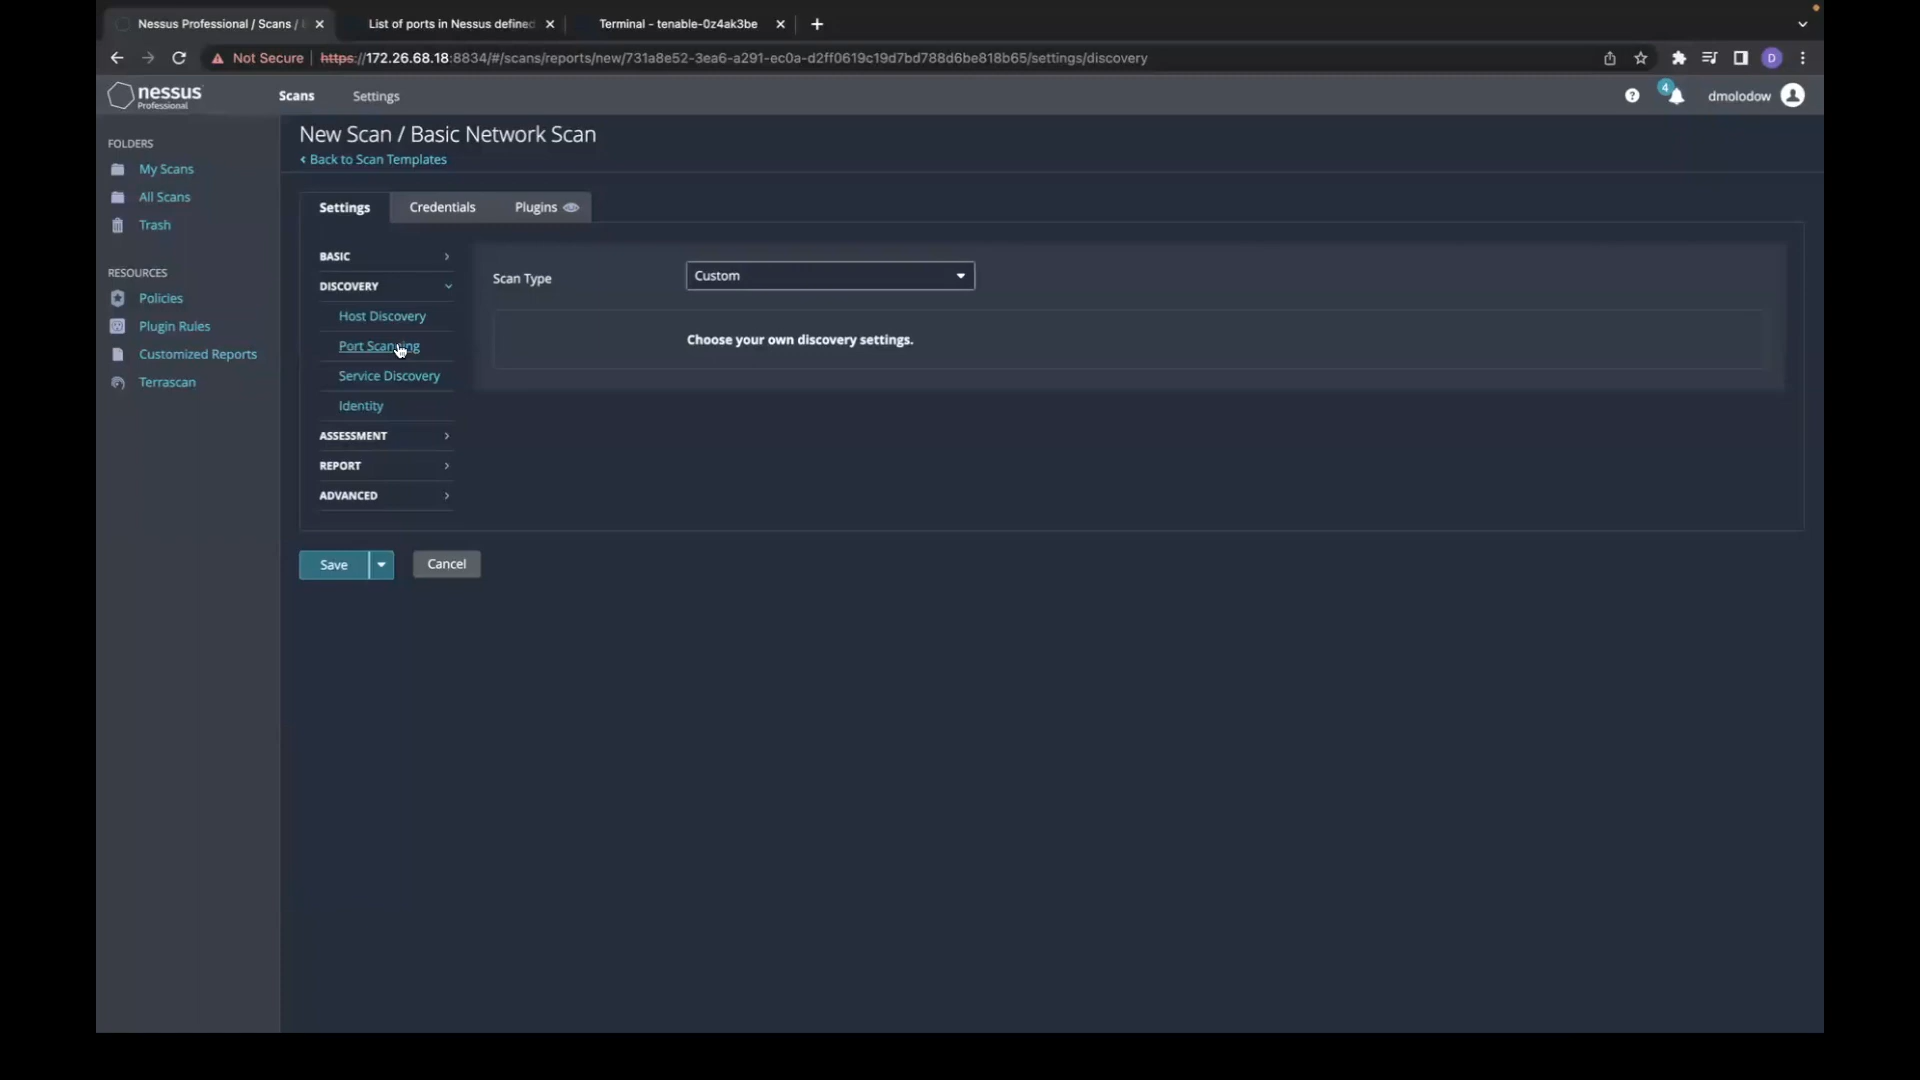 Nessus Professional / Scans /
List of ports in Nessus defined
Terminal - tenable-0z4ak3be
Not Secure
https://172.26.68.18:8834/#/scans/reports/new/731a8e52-3ea6-a291-ec0a-d2ff0619c19d7bd788d6be818b65/settings/discovery
D
nessus
Professional
Scans
Settings
4
dmolodow
FOLDERS
My Scans
All Scans
Trash
RESOURCES
Policies
Plugin Rules
Customized Reports
Terrascan
New Scan / Basic Network Scan
Back to Scan Templates
Settings
Credentials
Plugins
BASIC
DISCOVERY
Host Discovery
Port Scanning
Service Discovery
Identity
ASSESSMENT
REPORT
ADVANCED
Scan Type
Custom
Choose your own discovery settings.
Save
Cancel